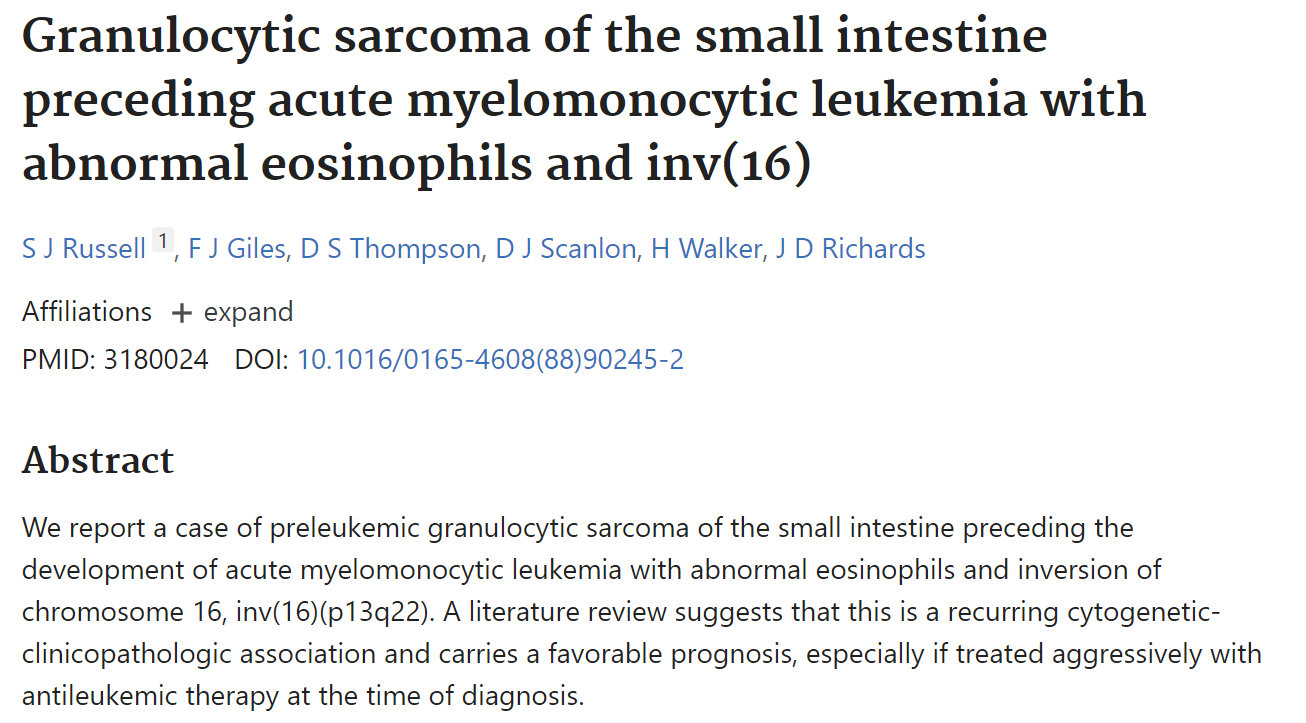 Granulocytic sarcoma of the small intestine
preceding acute myelomonocytic leukemia with
abnormal eosinophils and inv(16)
S J Russell 1, F J Giles, D S Thompson, D J Scanlon, H Walker, J D Richards
Affiliations + expand
PMID: 3180024 DOI: 10.1016/0165-4608(88)90245-2
Abstract
We report a case of preleukemic granulocytic sarcoma of the small intestine preceding the
development of acute myelomonocytic leukemia with abnormal eosinophils and inversion of
chromosome 16, inv(16)(p13q22). A literature review suggests that this is a recurring cytogenetic-
clinicopathologic association and carries a favorable prognosis, especially if treated aggressively with
antileukemic therapy at the time of diagnosis.